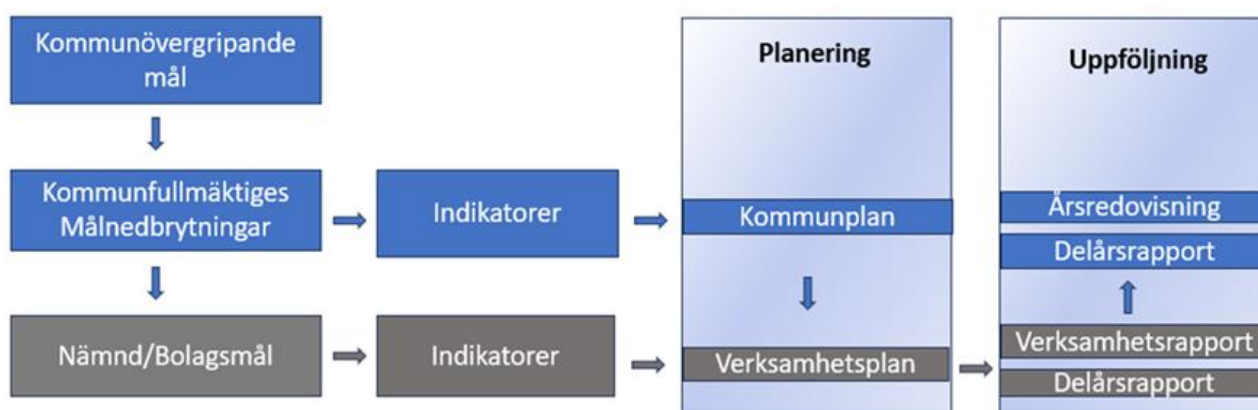 Kommunövergripande
mål
Kommunfullmäktiges
Målnedbrytningar
Nämnd/Bolagsmål
Indikatorer
Indikatorer
Planering
Kommunplan
Verksamhetsplan
Uppföljning
Årsredovisning
Delårsrapport
Verksamhetsrapport
Delårsrapport